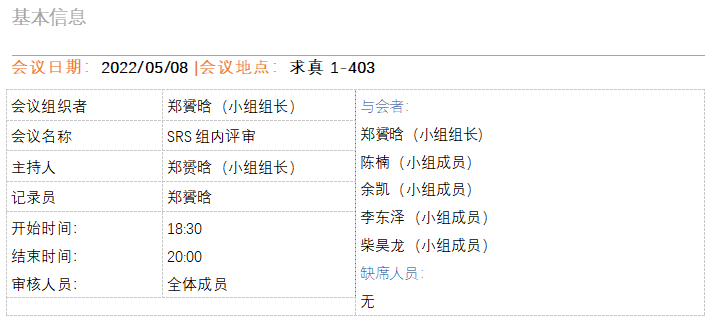 基本信息
会议日期：2022/05/08 |会议地点：求真 1-403
会议组织者 郑赟晗（小组组长）
会议名称 SRS 组内评审
主持人 郑赟晗（小组组长）
记录员 郑赟晗
开始时间： 18:30
结束时间： 20:00
审核人员： 全体成员
与会者：
郑赟晗（小组组长)
陈楠（小组成员）
余凯（小组成员）
李东泽（小组成员）
柴昊龙（小组成员）
缺席人员：
无